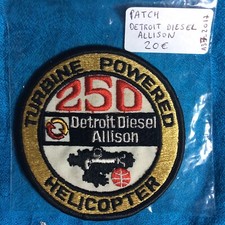 PATCH
DETROIT DIESEL
ALLISON
20€
TURBINE POWERED
250
Detroit Diesel
Allison
HELICOPTER